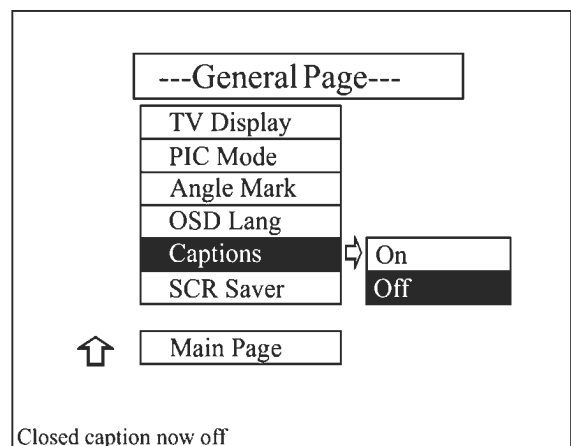 ---General Page---
TV Display
PIC Mode
Angle Mark
OSD Lang
Captions
On
SCR Saver
Off
Main Page
Closed caption now off